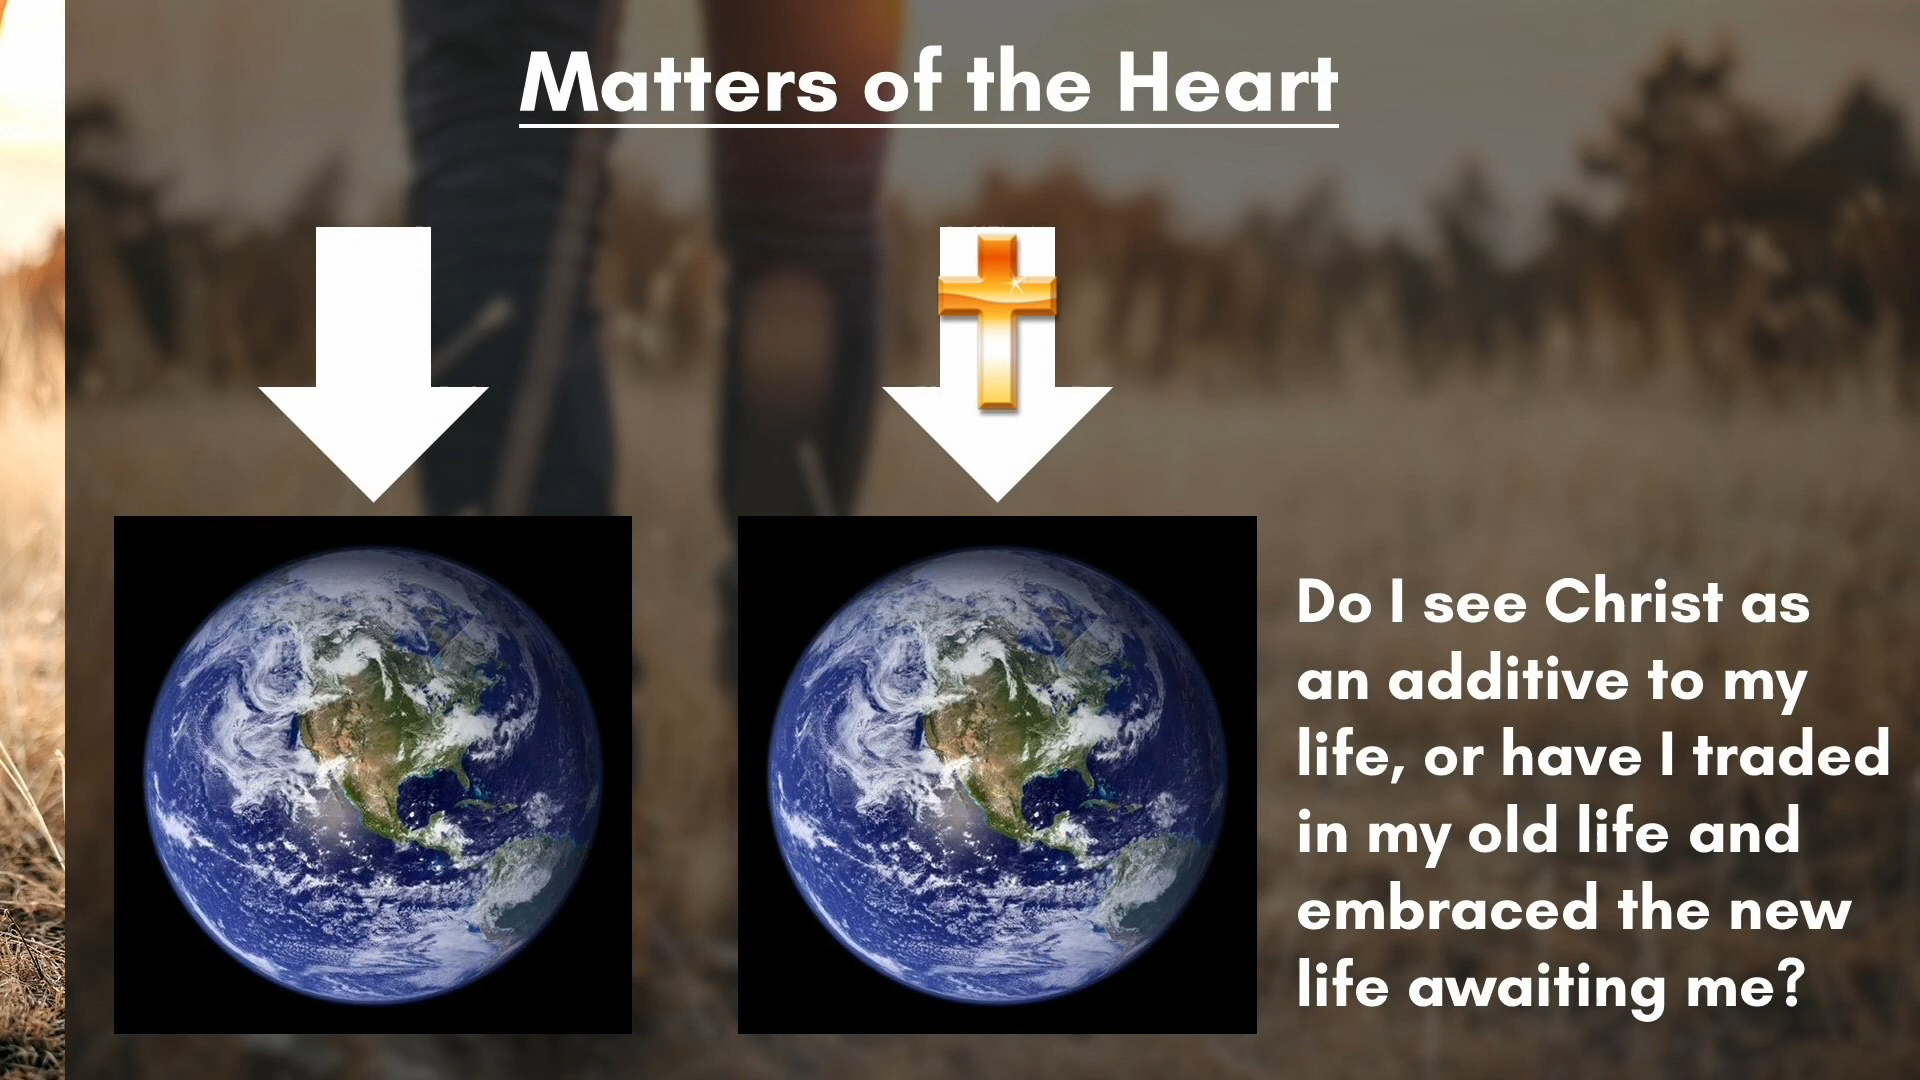 Matters of the Heart
Do I see Christ as
an additive to my
life, or have I traded
in my old life and
embraced the new
life awaiting me?